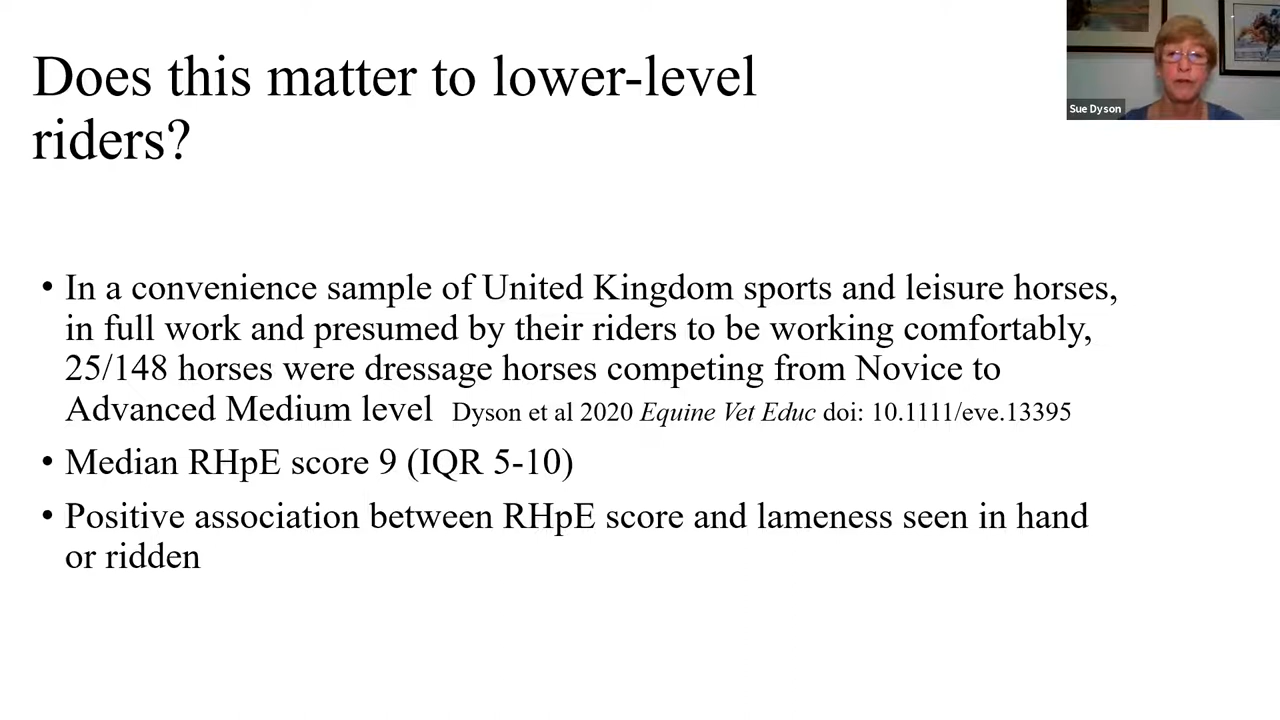 Does this matter to lower-level
riders?
Sue Dyson
• In a convenience sample of United Kingdom sports and leisure horses,
in full work and presumed by their riders to be working comfortably,
25/148 horses were dressage horses competing from Novice to
Advanced Medium level Dyson et al 2020 Equine Vet Educ doi: 10.1111/eve.13395
• Median RHpE score 9 (IQR 5-10)
• Positive association between RHpE score and lameness seen in hand
or ridden